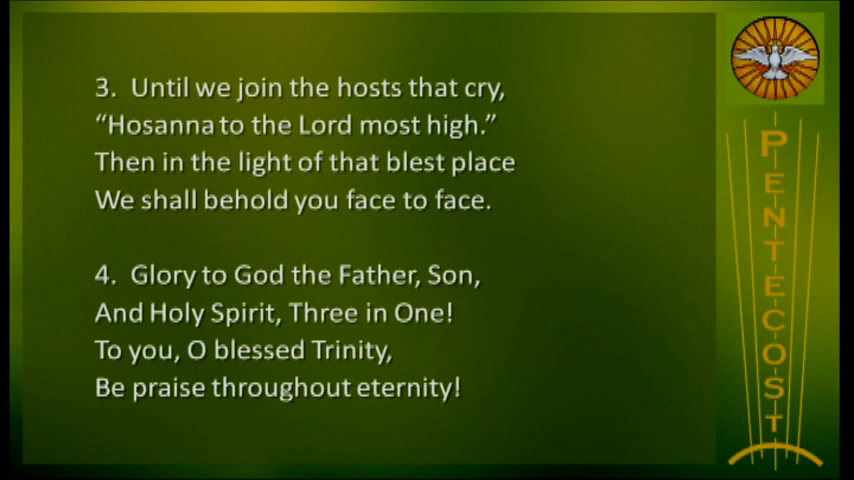 3. Until we join the hosts that cry,
“Hosanna to the Lord most high.”
Then in the light of that blest place
We shall behold you face to face.
4. Glory to God the Father, Son,
And Holy Spirit, Three in One!
To you, O blessed Trinity,
Be praise throughout eternity!
PENTECOST